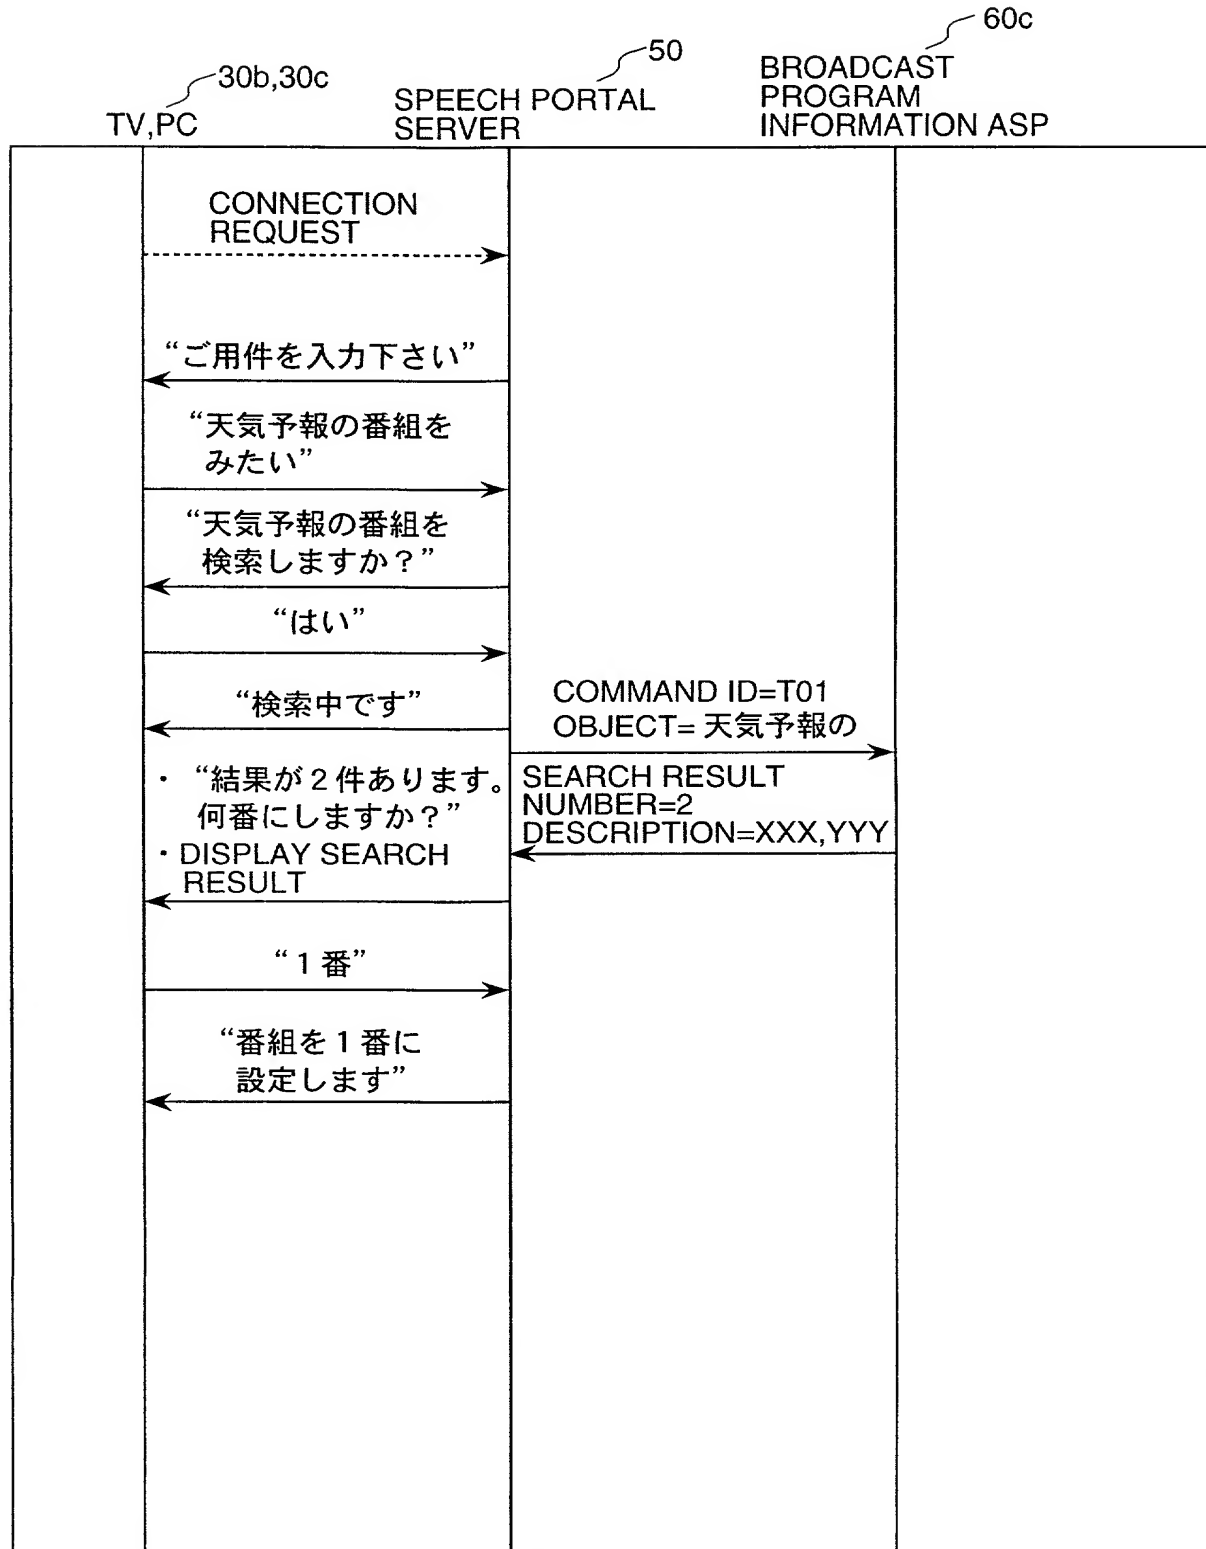 60c
50
30b,30c
BROADCAST
PROGRAM
INFORMATION ASP
SPEECH PORTAL
SERVER
TV,PC
CONNECTION
REQUEST
“ご用件を入力下さい”
“天気予報の番組を
みたい”
“天気予報の番組を
検索しますか？”
“はい”
“検索中です”
COMMAND ID=T01
OBJECT= 天気予報の
・ “結果が２件あります。
何番にしますか？”
・DISPLAY SEARCH
RESULT
SEARCH RESULT
NUMBER=2
DESCRIPTION=XXX,YYY
“１番”
“番組を１番に
設定します”